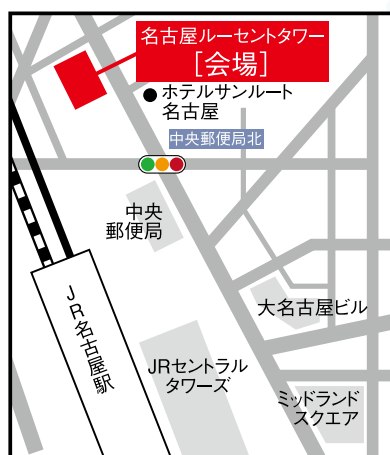 名古屋ルーセントタワー
［会場］
ホテルサンルート
名古屋
中央郵便局北
中央
郵便局
大名古屋ビル
JR名古屋駅
JRセントラル
タワーズ
ミッドランド
スクエア